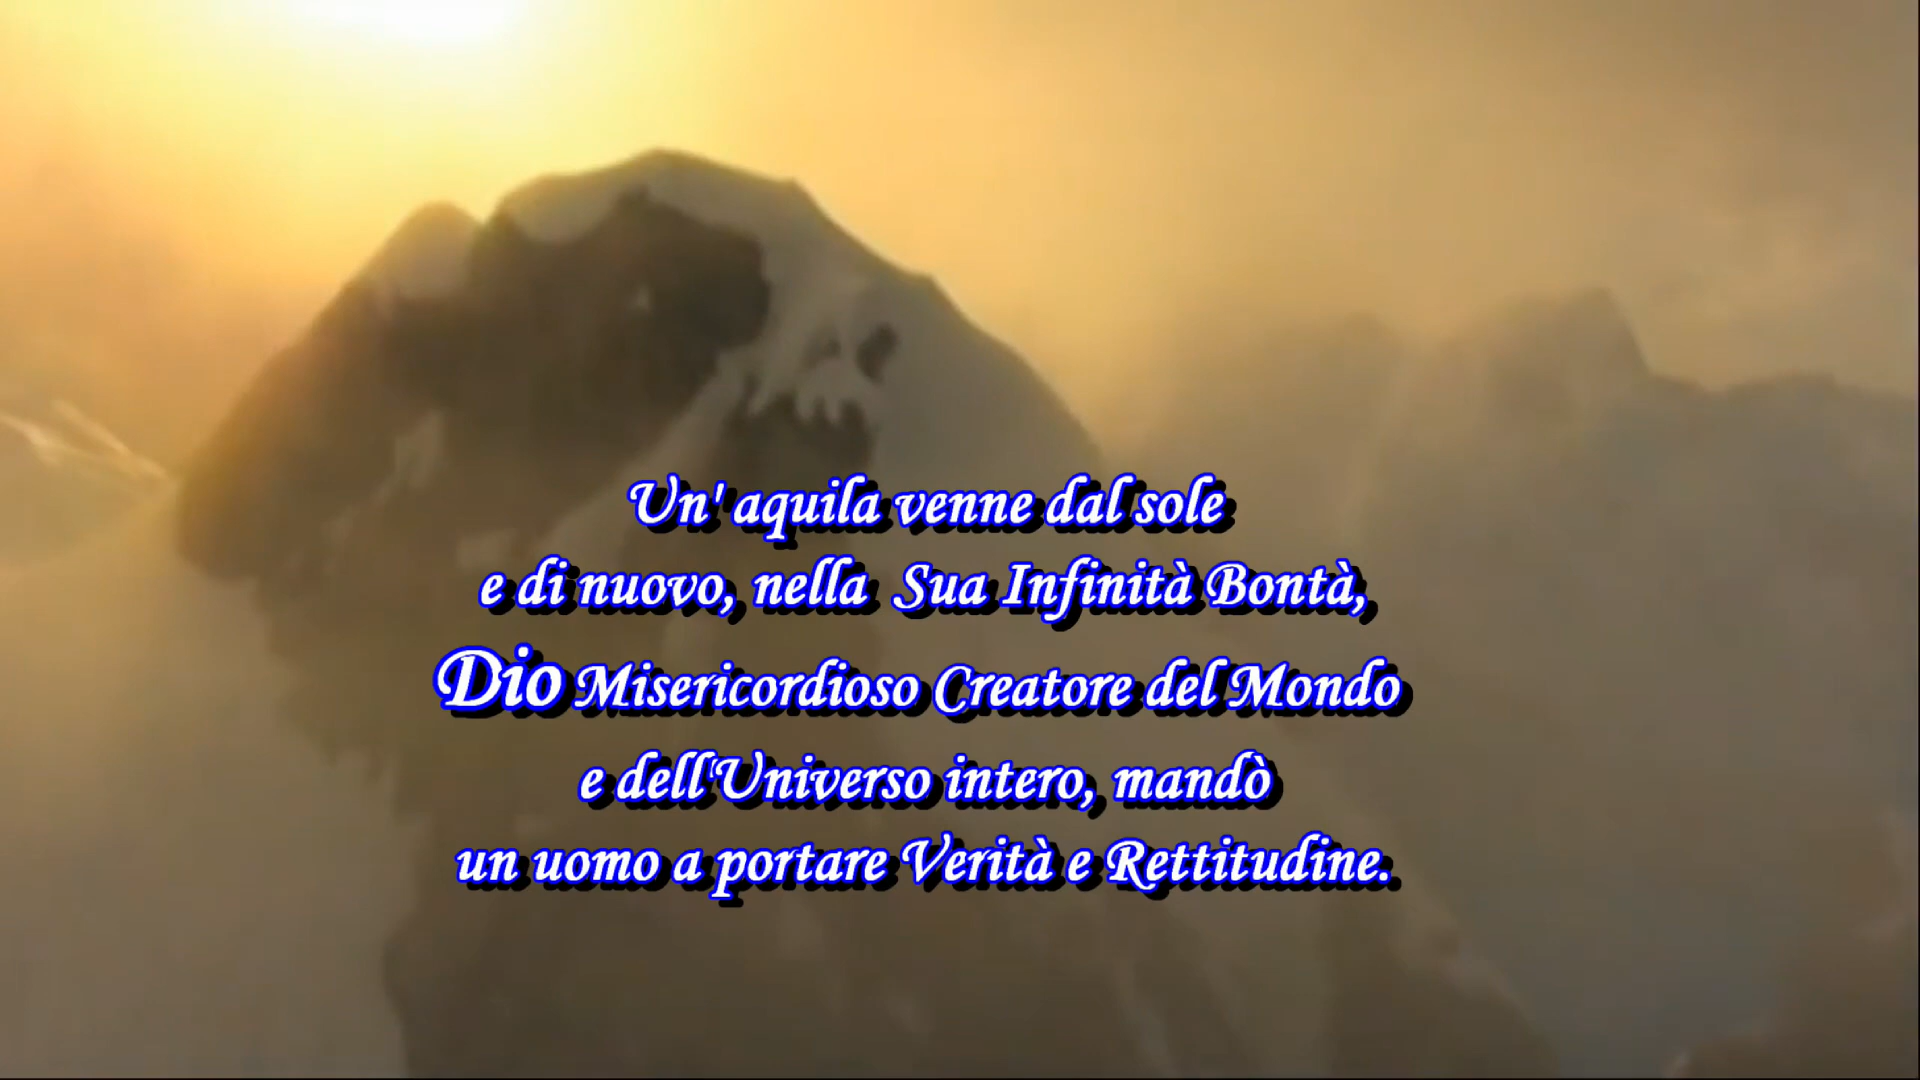 Un' aquila venne dal sole
e di nuovo, nella Sua Infinità Bontà,
Dio Misericordioso Creatore del Mondo
e dell'Universo intero, mandò
un uomo a portare Verità e Rettitudine.